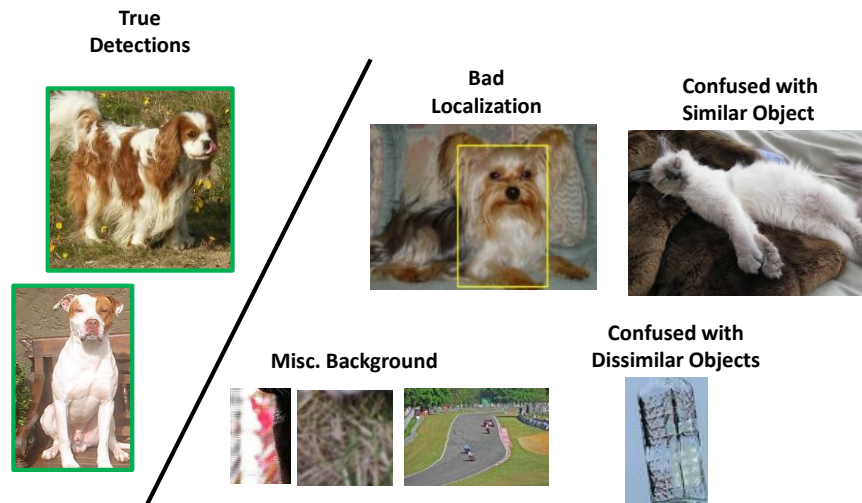 True
Detections
Bad
Localization
Confused with
Similar Object
Misc. Background
Confused with
Dissimilar Objects